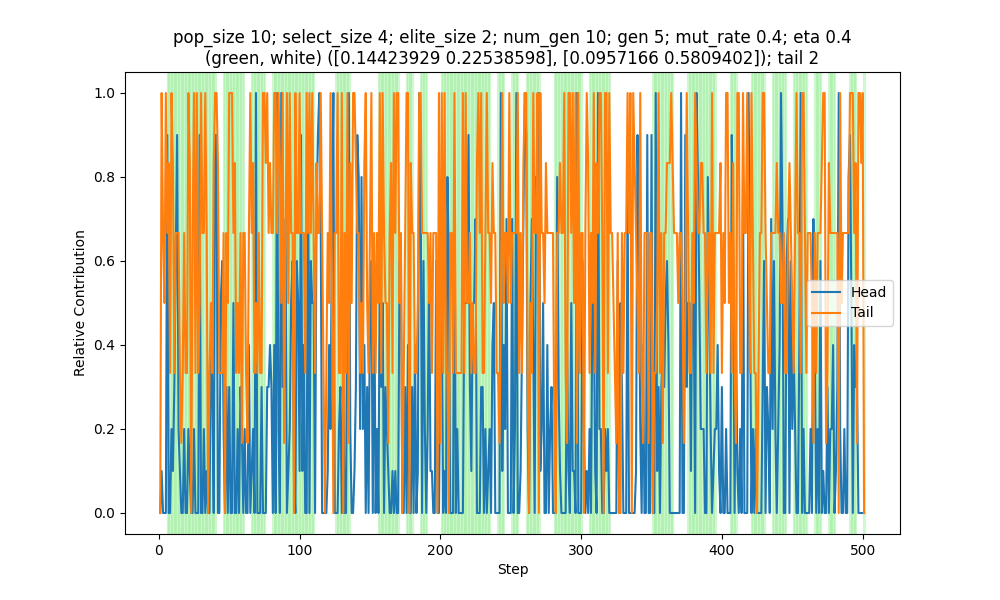 pop_size 10; select_size 4; elite_size 2; num_gen 10; gen 5; mut_rate 0.4; eta 0.4
(green, white) ([0.14423929 0.22538598], [0.0957166 0.5809402]); tail 2
1.0
0.8
0.6
0.4
0.2
0.0
Relative Contribution
Head
Tail
0
100
200
300
400
500
Step